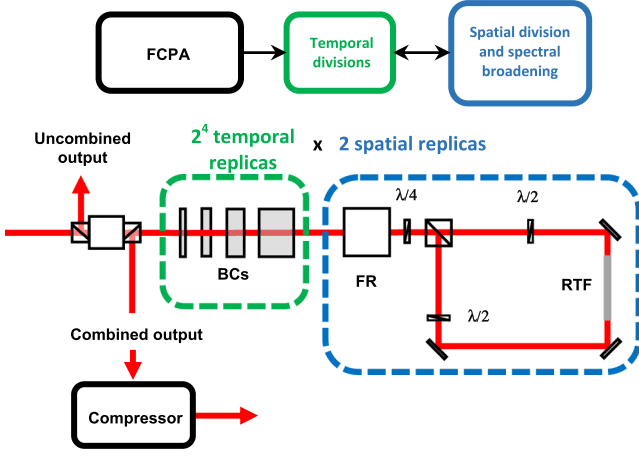 FCPA
Temporal
divisions
Spatial division
and spectral
broadening
Uncombined
output
2⁴ temporal
replicas
x
2 spatial replicas
λ/4
λ/2
BCs
FR
RTF
λ/2
Combined output
Compressor